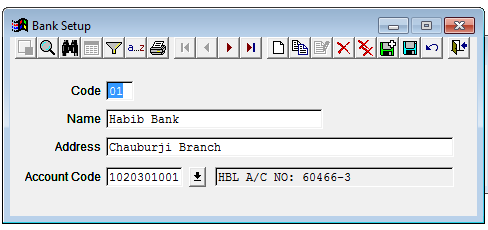 Bank Setup
a...z
Code 01
Name Habib Bank
Address Chauburji Branch
Account Code 1020301001 HBL A/C NO: 60466-3